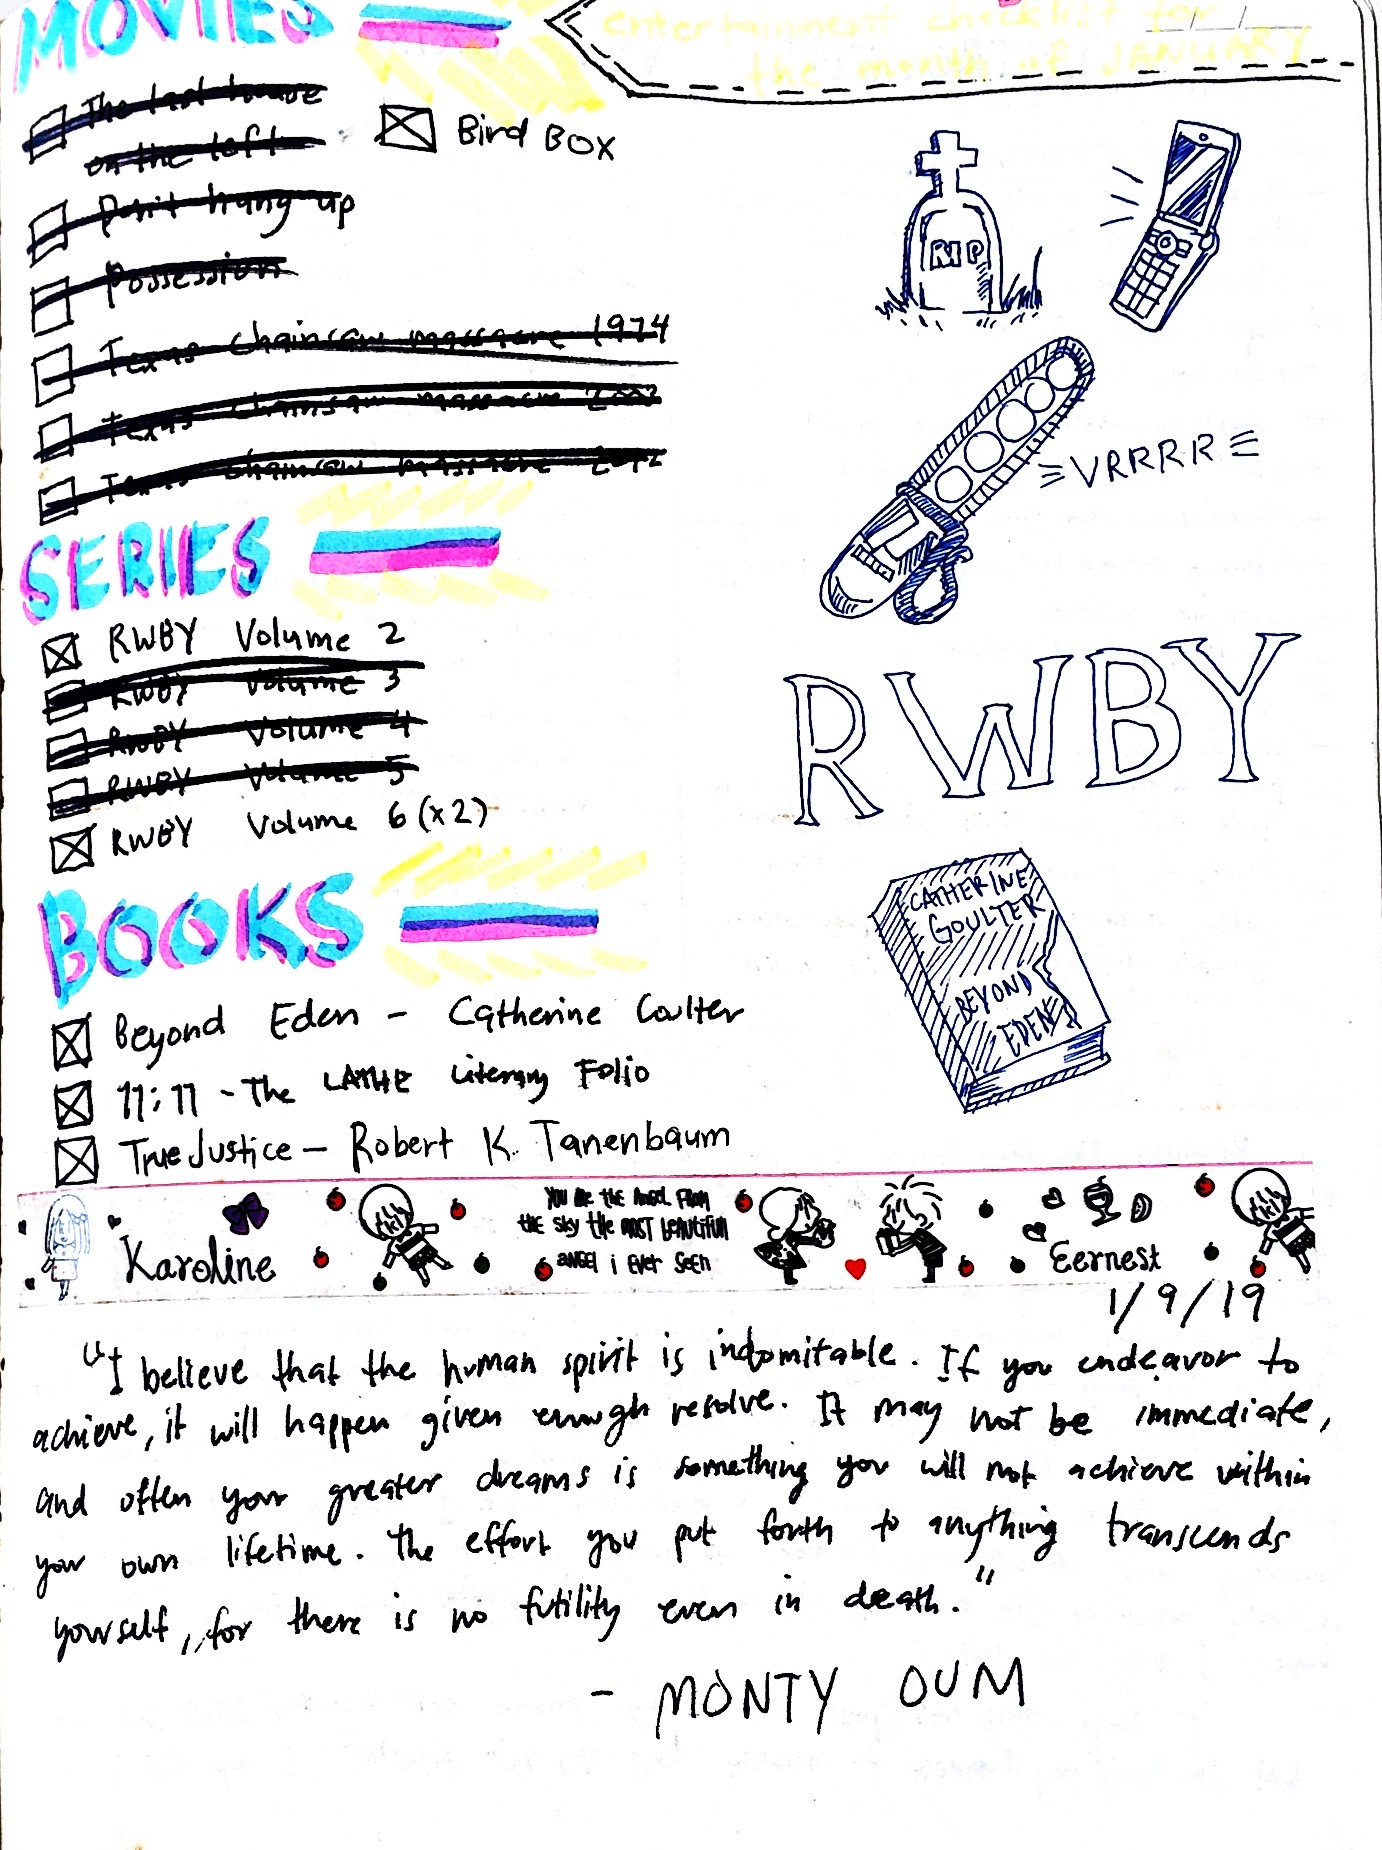 MOVIES
entertainment checklist for
the month of JANUARY
The last house
on the left
Bird BOX
Don't hung up
Possession
Texas chainsaw massacre 1974
Texas chainsaw massacre 2003
Texas chainsaw massacre
RIP
≡VRRRR≡
SERIES
RWBY Volume 2
RWBY Volume 3
RWBY Volume 4
RWBY Volume 5
RWBY Volume 6 (x2)
RWBY
BOOKS
Beyond Eden - Catherine Coulter
11:11 - The LATHE Literary Folio
True Justice - Robert K. Tanenbaum
CATHERINE
COULTER
BEYOND
EDEN
Karoline
YOU ARE THE ANGEL FROM
THE SKY THE MOST BEAUTIFUL
ANGEL i EVER SEEN
Eernest
1/9/19
"I believe that the human spirit is indomitable. If you endeavor to
achieve, it will happen given enough resolve. It may not be immediate,
and often your greater dreams is something you will not achieve within
your own lifetime. The effort you put forth to anything transcends
yourself, for there is no futility even in death."
- MONTY OUM